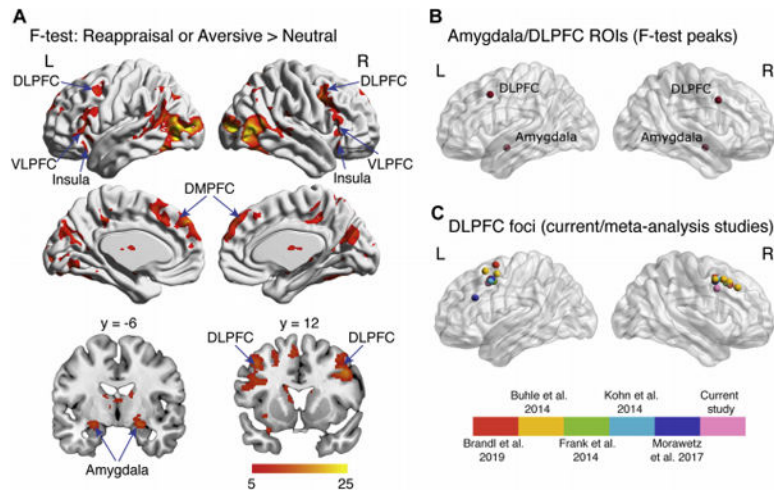 A
F-test: Reappraisal or Aversive > Neutral
L
R
DLPFC
DLPFC
VLPFC
VLPFC
Insula
Insula
DMPFC
y = -6
y = 12
DLPFC
DLPFC
Amygdala
5
25
B
Amygdala/DLPFC ROIs (F-test peaks)
L
R
DLPFC
DLPFC
Amygdala
Amygdala
C
DLPFC foci (current/meta-analysis studies)
L
R
Buhle et al.
2014
Kohn et al.
2014
Current
study
Brandl et al.
2019
Frank et al.
2014
Morawetz
et al. 2017